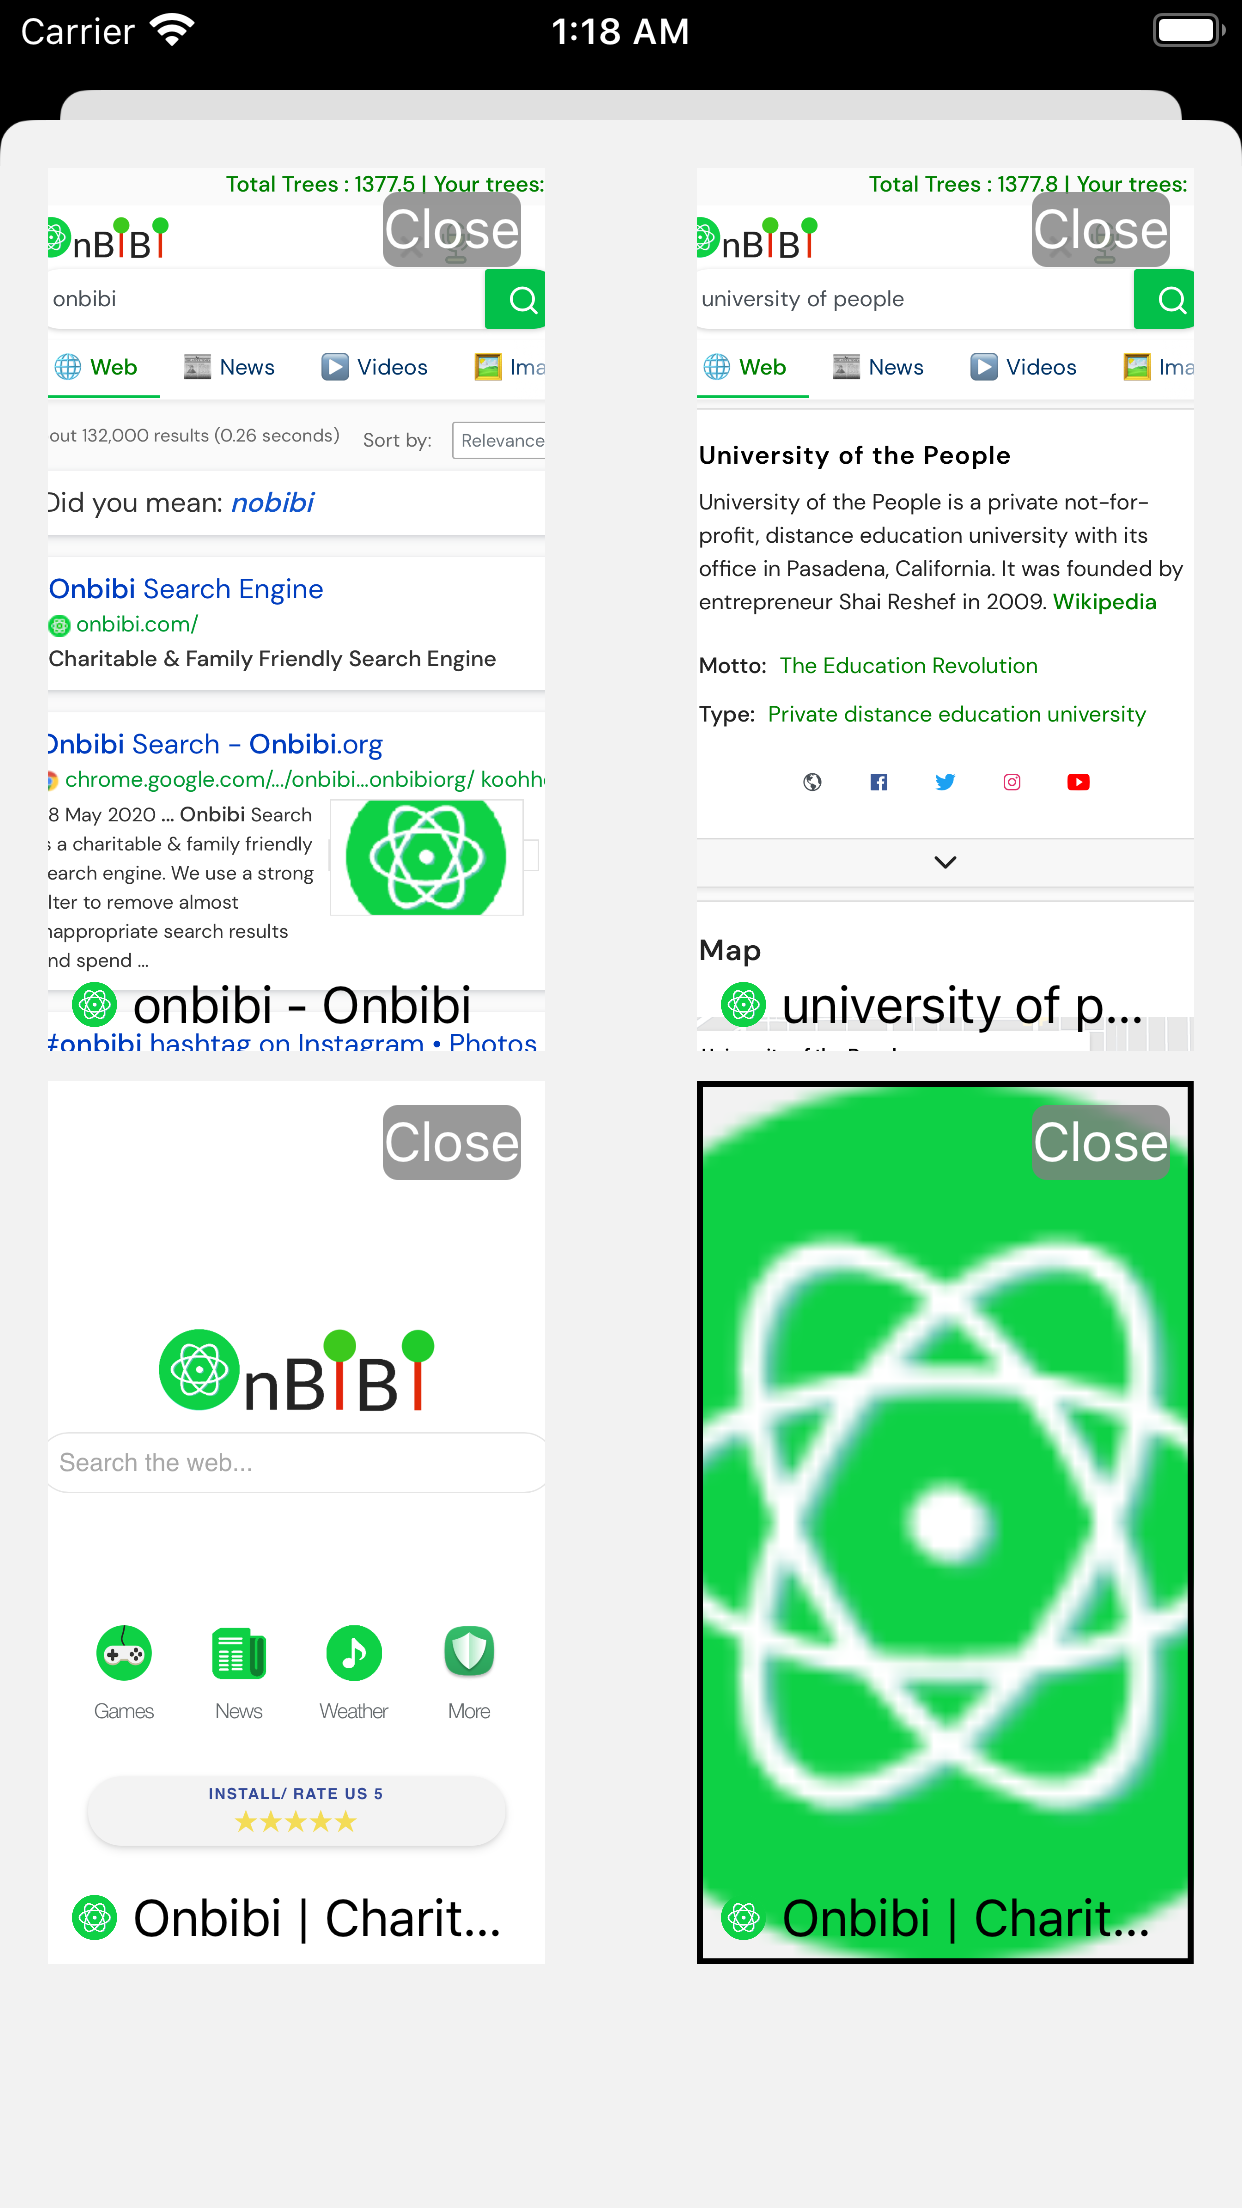 Carrier
1:18 AM
Total Trees : 1377.5 | Your trees:
Close
nBiBi
onbibi
Web
News
Videos
Ima
out 132,000 results (0.26 seconds)
Sort by:
Relevance
Did you mean: nobibi
Onbibi Search Engine
onbibi.com/
Charitable & Family Friendly Search Engine
Onbibi Search - Onbibi.org
chrome.google.com/.../onbibi...onbibiorg/ koohh
8 May 2020 ... Onbibi Search
s a charitable & family friendly
earch engine. We use a strong
lter to remove almost
nappropriate search results
nd spend ...
onbibi - Onbibi
#onbibi hashtag on Instagram • Photos
Total Trees : 1377.8 | Your trees:
Close
nBiBi
university of people
Web
News
Videos
Ima
University of the People
University of the People is a private not-for-
profit, distance education university with its
office in Pasadena, California. It was founded by
entrepreneur Shai Reshef in 2009. Wikipedia
Motto: The Education Revolution
Type: Private distance education university
Map
university of p...
Close
OnBiBi
Search the web...
Games
News
Weather
More
INSTALL/ RATE US 5
Onbibi | Charit...
Close
Onbibi | Charit...